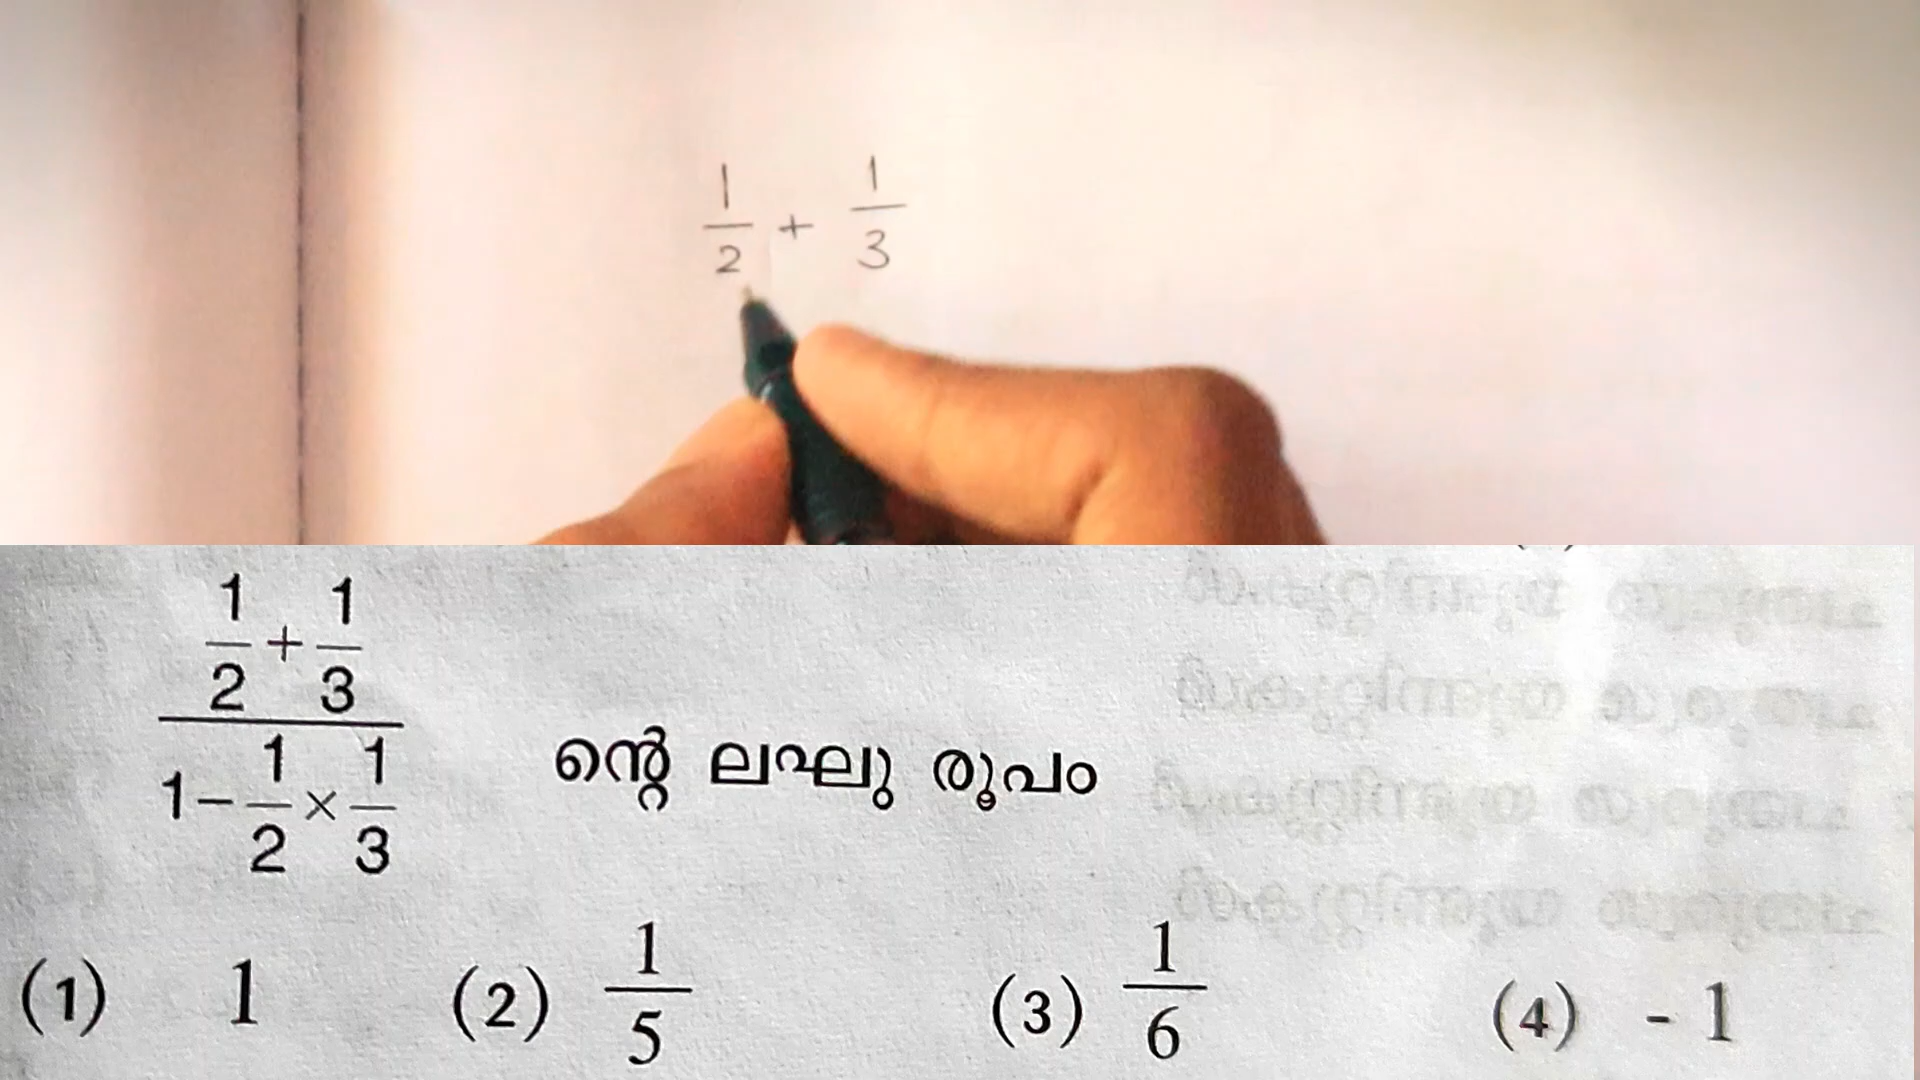 1/2 + 1/3
(1/2 + 1/3) / (1 - 1/2 × 1/3) ന്റെ ലഘു രൂപം
(1) 1 (2) 1/5 (3) 1/6 (4) - 1